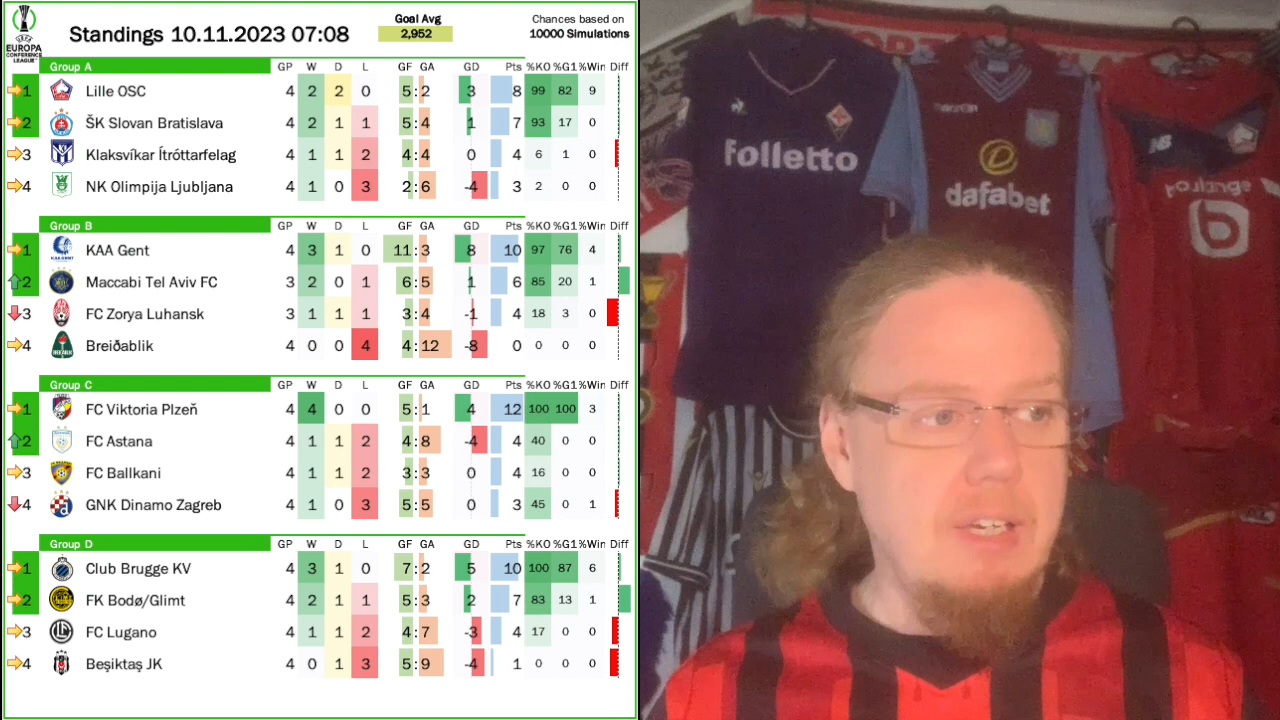 Goal Avg
Chances based on
Standings 10.11.2023 07:08
2,952
10000 Simulations
UEFA
EUROPA
CONFERENCE
LEAGUE
Group A GP W D L GF GA GD Pts %KO %G1 %Win Diff
1 Lille OSC 4 2 2 0 5:2 3 8 99 82 9
2 ŠK Slovan Bratislava 4 2 1 1 5:4 1 7 93 17 0
3 Klaksvíkar Ítróttarfelag 4 1 1 2 4:4 0 4 6 1 0
4 NK Olimpija Ljubljana 4 1 0 3 2:6 -4 3 2 0 0
Group B GP W D L GF GA GD Pts %KO %G1 %Win Diff
1 KAA Gent 4 3 1 0 11:3 8 10 97 76 4
2 Maccabi Tel Aviv FC 3 2 0 1 6:5 1 6 85 20 1
3 FC Zorya Luhansk 3 1 1 1 3:4 -1 4 18 3 0
4 Breiðablik 4 0 0 4 4:12 -8 0 0 0 0
Group C GP W D L GF GA GD Pts %KO %G1 %Win Diff
1 FC Viktoria Plzeň 4 4 0 0 5:1 4 12 100 100 3
2 FC Astana 4 1 1 2 4:8 -4 4 40 0 0
3 FC Ballkani 4 1 1 2 3:3 0 4 16 0 0
4 GNK Dinamo Zagreb 4 1 0 3 5:5 0 3 45 0 1
Group D GP W D L GF GA GD Pts %KO %G1 %Win Diff
1 Club Brugge KV 4 3 1 0 7:2 5 10 100 87 6
2 FK Bodø/Glimt 4 2 1 1 5:3 2 7 83 13 1
3 FC Lugano 4 1 1 2 4:7 -3 4 17 0 0
4 Beşiktaş JK 4 0 1 3 5:9 -4 1 0 0 0
folletto
macron
dafabet
NB
boulanger